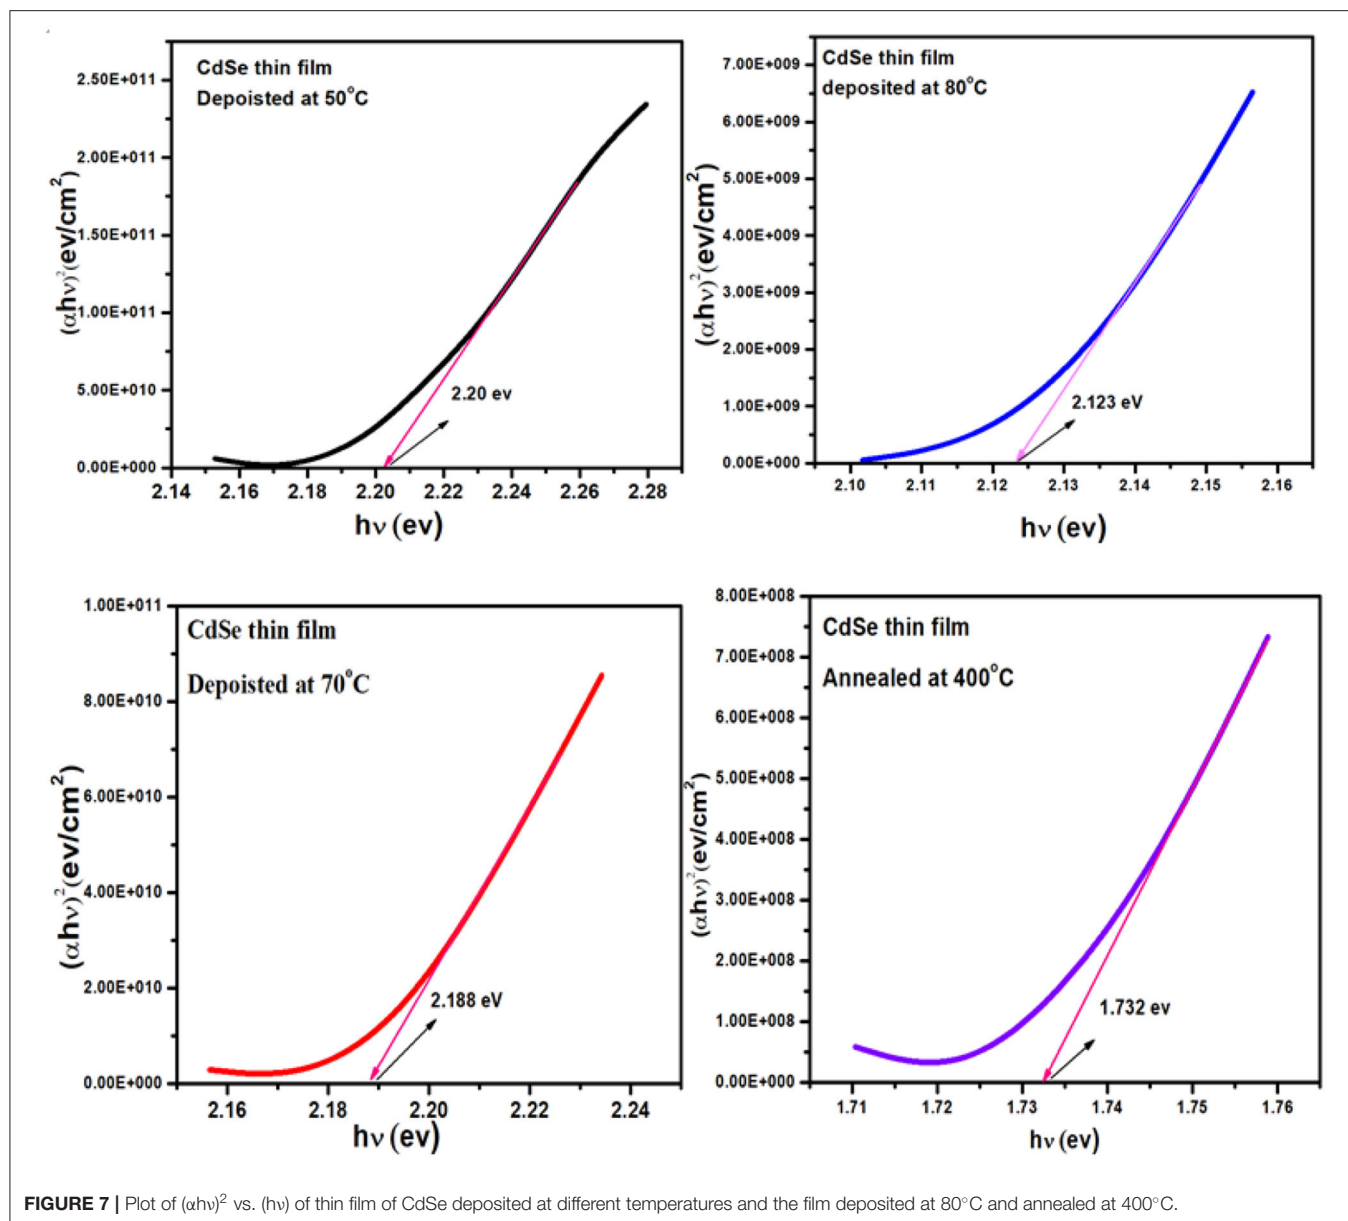 CdSe thin film
Depoisted at 50°C
2.50E+011
2.00E+011
1.50E+011
1.00E+011
5.00E+010
0.00E+000
(αhν)²(ev/cm²)
2.20 ev
2.14 2.16 2.18 2.20 2.22 2.24 2.26 2.28
hν (ev)
CdSe thin film
deposited at 80°C
7.00E+009
6.00E+009
5.00E+009
4.00E+009
3.00E+009
2.00E+009
1.00E+009
0.00E+000
(αhν)²(ev/cm²)
2.123 eV
2.10 2.11 2.12 2.13 2.14 2.15 2.16
hν (ev)
CdSe thin film
Depoisted at 70°C
1.00E+011
8.00E+010
6.00E+010
4.00E+010
2.00E+010
0.00E+000
(αhν)²(ev/cm²)
2.188 eV
2.16 2.18 2.20 2.22 2.24
hν (ev)
CdSe thin film
Annealed at 400°C
8.00E+008
7.00E+008
6.00E+008
5.00E+008
4.00E+008
3.00E+008
2.00E+008
1.00E+008
0.00E+000
(αhν)²(ev/cm²)
1.732 ev
1.71 1.72 1.73 1.74 1.75 1.76
hν (ev)
FIGURE 7 | Plot of (αhν)² vs. (hν) of thin film of CdSe deposited at different temperatures and the film deposited at 80°C and annealed at 400°C.